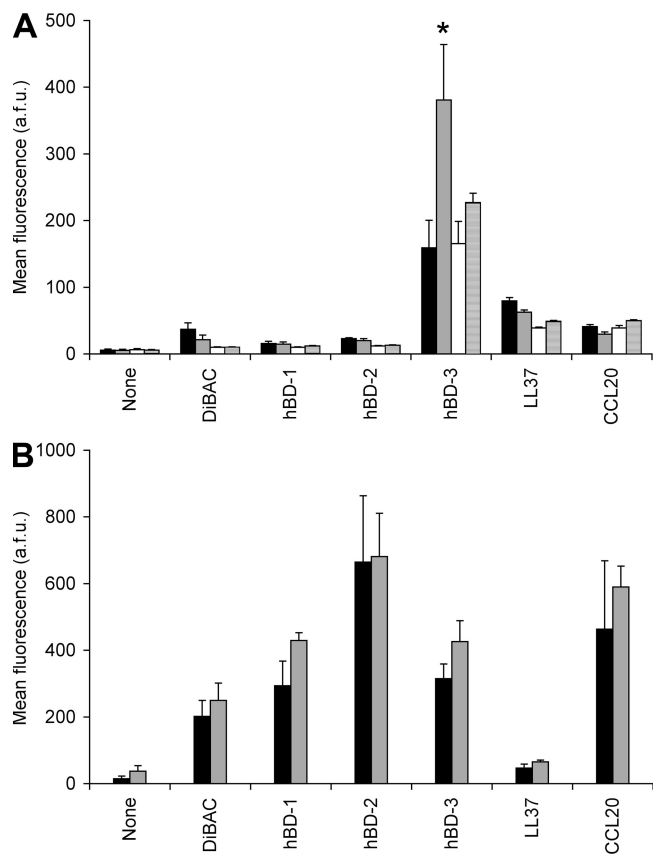 A
Mean fluorescence (a.f.u.)
500
400
300
200
100
0
*
None
DiBAC
hBD-1
hBD-2
hBD-3
LL37
CCL20
B
Mean fluorescence (a.f.u.)
1000
800
600
400
200
0
None
DiBAC
hBD-1
hBD-2
hBD-3
LL37
CCL20